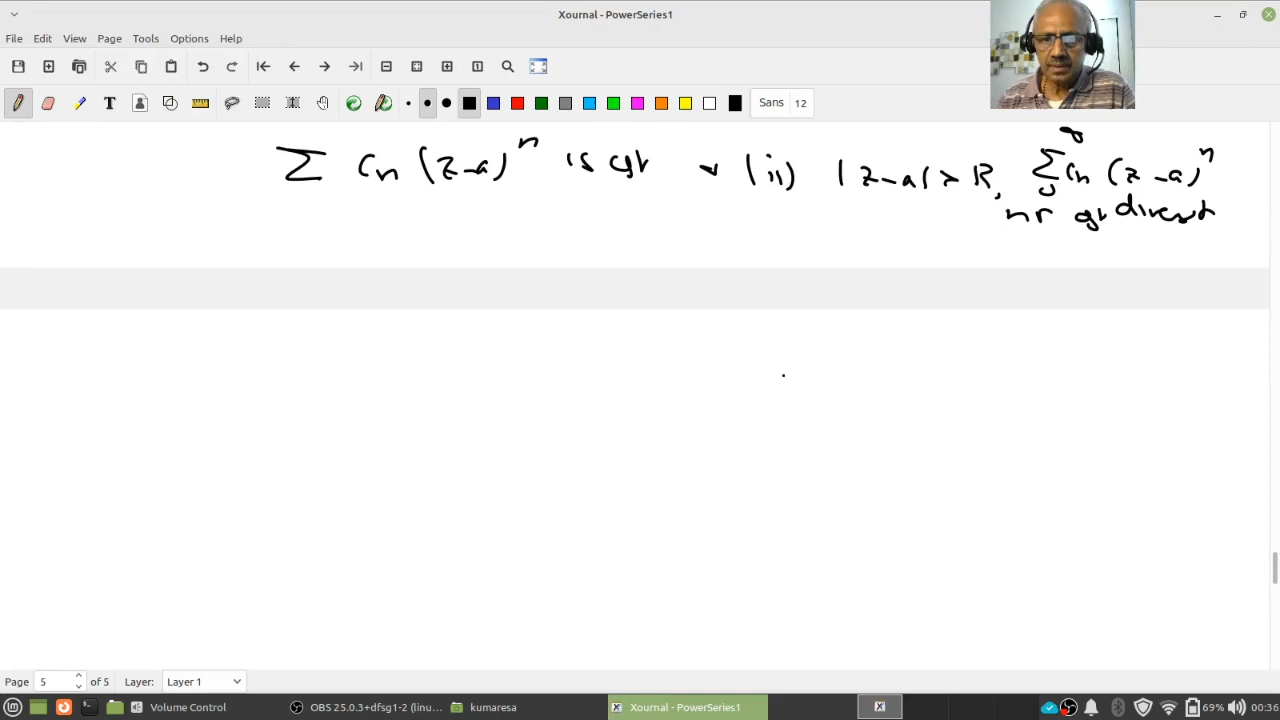 Xournal - PowerSeries1
File Edit View Page Tools Options Help
Sans 12
∑ Cn (z-a)^n is cgt (ii) |z-a| > R, ∞∑0 Cn (z-a)^n
divergent
Page 5 of 5 Layer: Layer 1
Volume Control OBS 25.0.3+dfsg1-2 (linu... kumaresa Xournal - PowerSeries1 69% 00:36